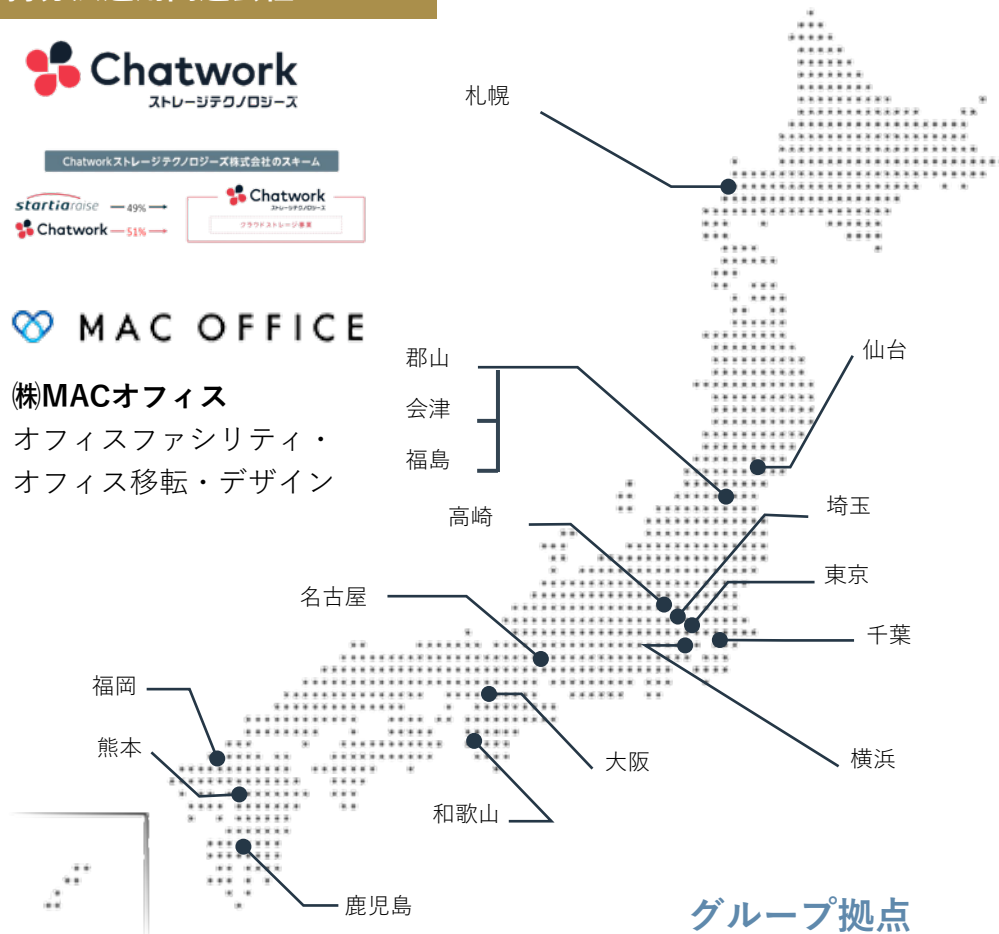 Chatwork
ストレージテクノロジーズ
Chatworkストレージテクノロジーズ株式会社のスキーム
startiaraise 49%
Chatwork 51%
Chatwork
ストレージテクノロジーズ
クラウドストレージ事業
MAC OFFICE
㈱MACオフィス
オフィスファシリティ・
オフィス移転・デザイン
札幌
仙台
郡山
会津
福島
高崎
埼玉
東京
千葉
名古屋
福岡
熊本
大阪
横浜
和歌山
鹿児島
グループ拠点